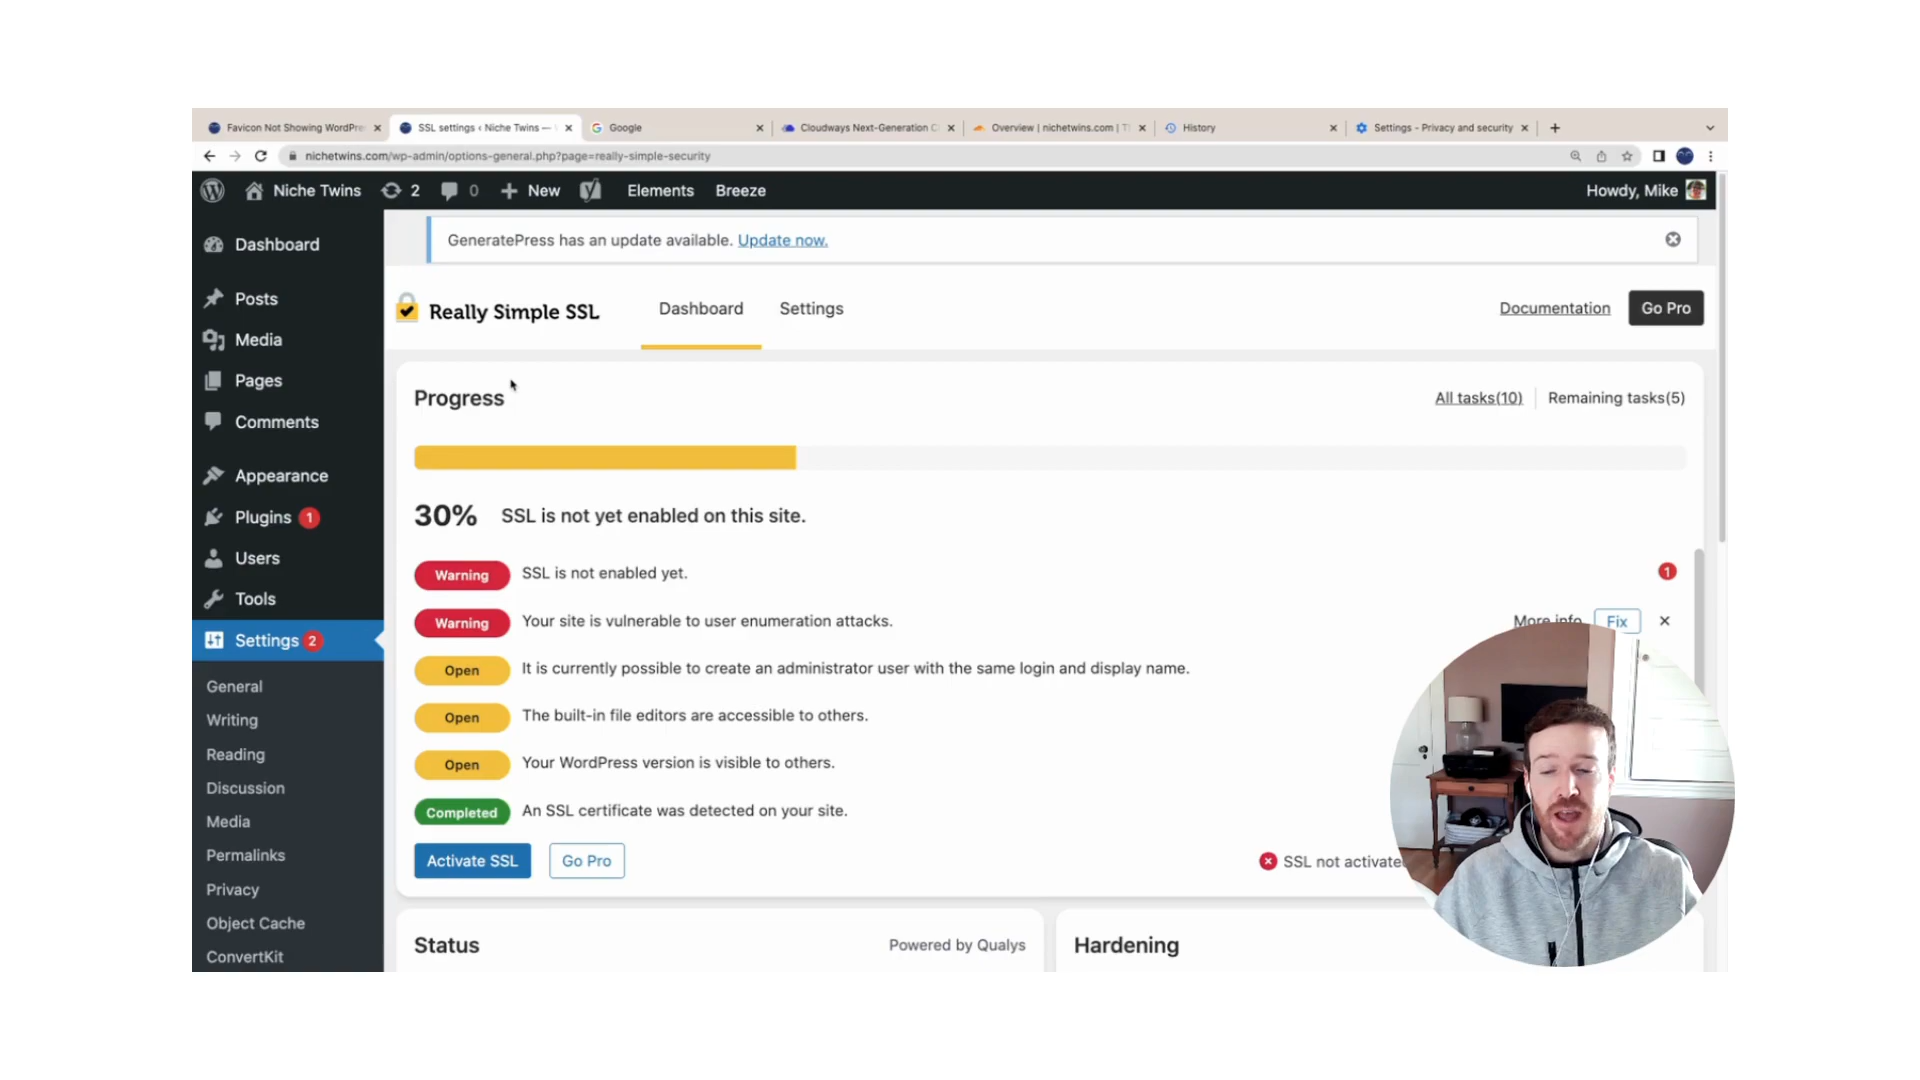 Favicon Not Showing WordPre
SSL settings ‹ Niche Twins —
Google
Cloudways Next-Generation C
Overview | nichetwins.com | T
History
Settings - Privacy and security
nichetwins.com/wp-admin/options-general.php?page=really-simple-security
Niche Twins
2
0
New
Elements
Breeze
Howdy, Mike
Dashboard
Posts
Media
Pages
Comments
Appearance
Plugins 1
Users
Tools
Settings 2
General
Writing
Reading
Discussion
Media
Permalinks
Privacy
Object Cache
ConvertKit
GeneratePress has an update available. Update now.
Really Simple SSL
Dashboard
Settings
Documentation
Go Pro
Progress
All tasks(10)
Remaining tasks(5)
30% SSL is not yet enabled on this site.
Warning SSL is not enabled yet.
1
Warning Your site is vulnerable to user enumeration attacks.
More info Fix
Open It is currently possible to create an administrator user with the same login and display name.
Open The built-in file editors are accessible to others.
Open Your WordPress version is visible to others.
Completed An SSL certificate was detected on your site.
Activate SSL
Go Pro
SSL not activate
Status
Powered by Qualys
Hardening